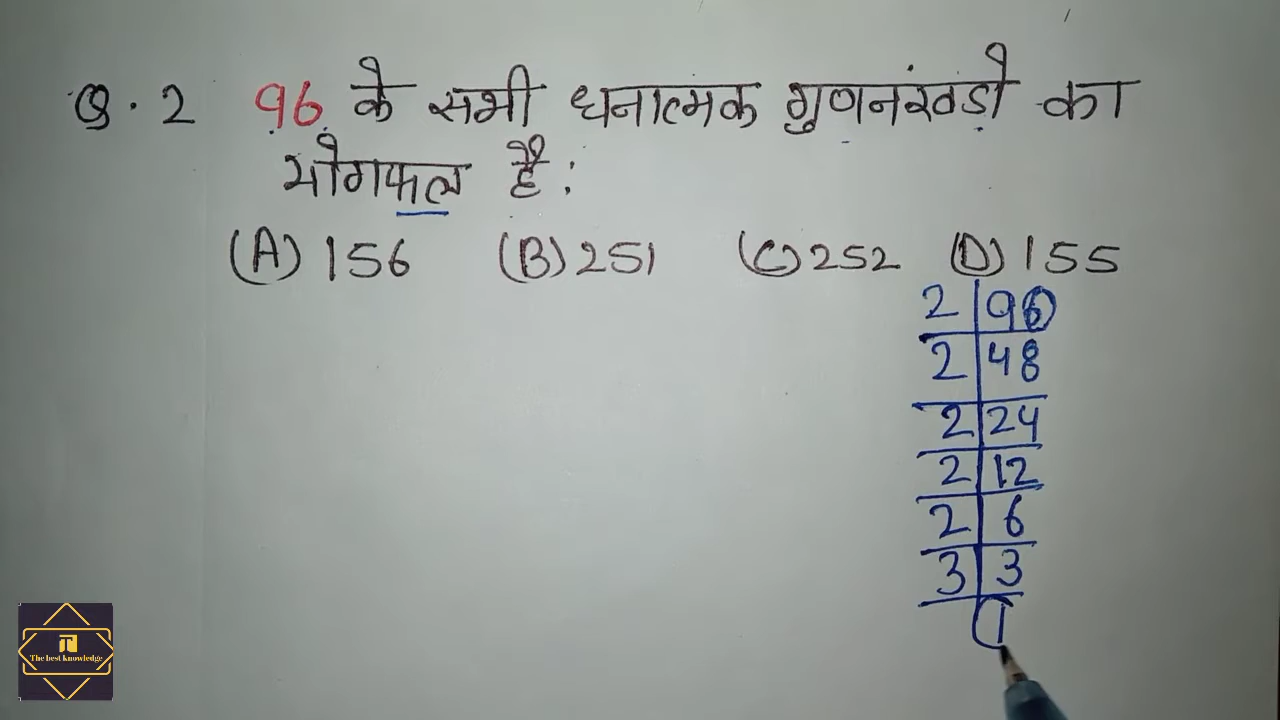 Q.2 96 के सभी धनात्मक गुणनखंडो का
योगफल है :
(A) 156 (B) 251 (C) 252 (D) 155
2 96
2 48
2 24
2 12
2 6
3 3
1
The best knowledge